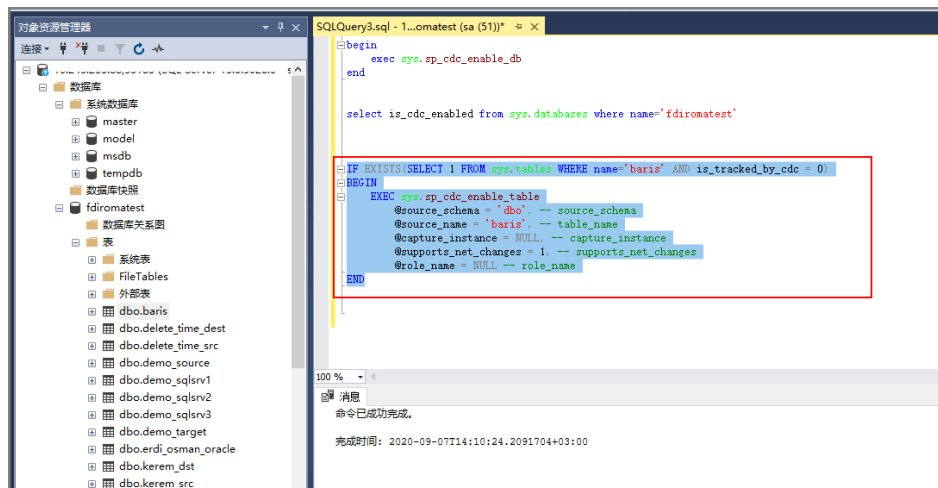 对象资源管理器
连接
数据库
系统数据库
master
model
msdb
tempdb
数据库快照
fdiromatest
数据库关系图
表
系统表
FileTables
外部表
dbo.baris
dbo.delete_time_dest
dbo.delete_time_src
dbo.demo_source
dbo.demo_sqlsrv1
dbo.demo_sqlsrv2
dbo.demo_sqlsrv3
dbo.demo_target
dbo.erdi_osman_oracle
dbo.kerem_dst
dbo.kerem_src
SQLQuery3.sql - 1...omatest (sa (51))*
begin
exec sys.sp_cdc_enable_db
end
select is_cdc_enabled from sys.databases where name='fdiromatest'
IF EXISTS(SELECT 1 FROM sys.tables WHERE name='baris' AND is_tracked_by_cdc = 0)
BEGIN
EXEC sys.sp_cdc_enable_table
@source_schema = 'dbo', -- source_schema
@source_name = 'baris', -- table_name
@capture_instance = NULL, -- capture_instance
@supports_net_changes = 1, -- supports_net_changes
@role_name = NULL -- role_name
END
100 %
消息
命令已成功完成。
完成时间: 2020-09-07T14:10:24.2091704+03:00